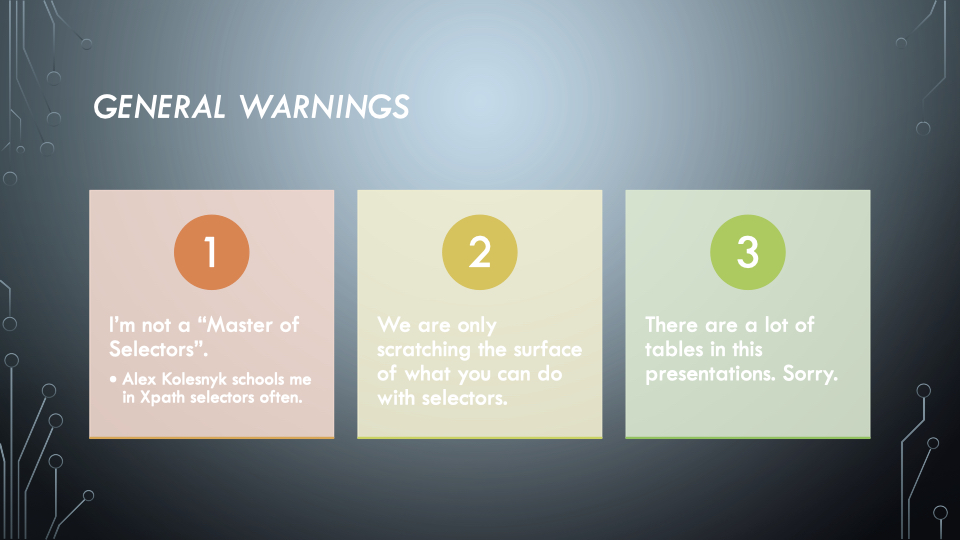 GENERAL WARNINGS
1
I'm not a “Master of
Selectors”.
• Alex Kolesnyk schools me
in Xpath selectors often.
2
We are only
scratching the surface
of what you can do
with selectors.
3
There are a lot of
tables in this
presentations. Sorry.